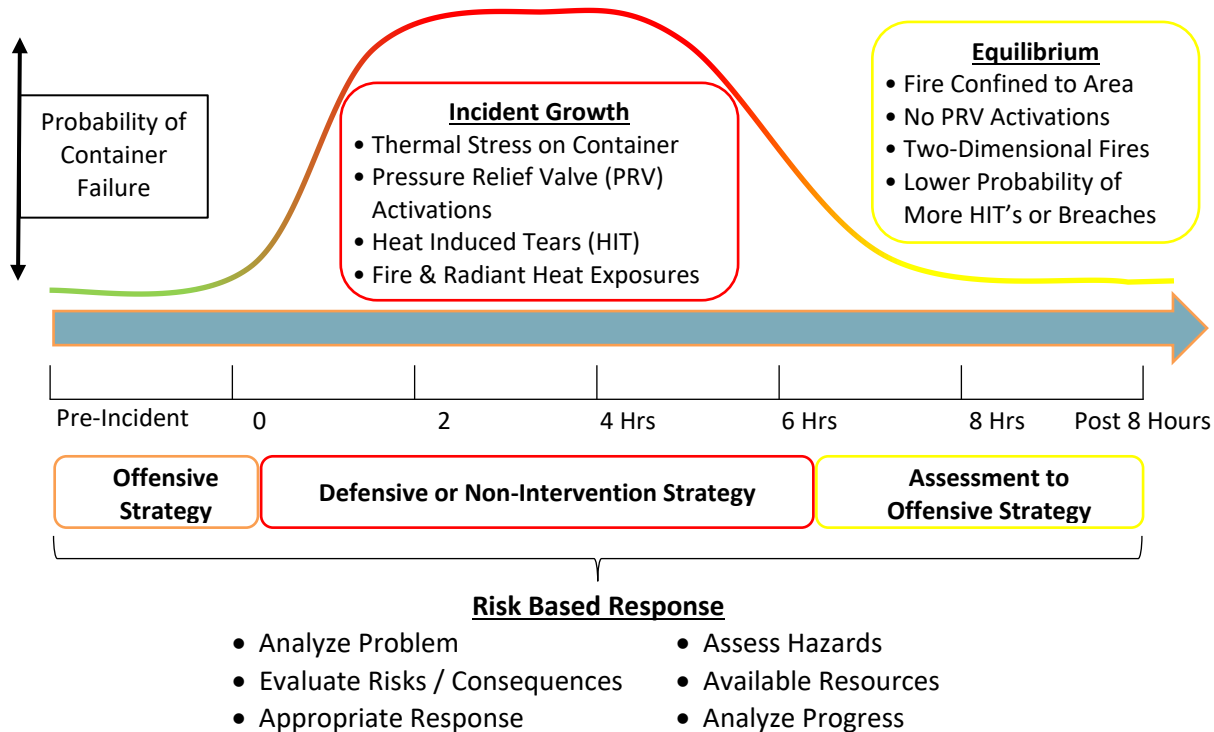 Probability of
Container
Failure
Incident Growth
• Thermal Stress on Container
• Pressure Relief Valve (PRV)
Activations
• Heat Induced Tears (HIT)
• Fire & Radiant Heat Exposures
Equilibrium
• Fire Confined to Area
• No PRV Activations
• Two-Dimensional Fires
• Lower Probability of
More HIT's or Breaches
Pre-Incident 0 2 4 Hrs 6 Hrs 8 Hrs Post 8 Hours
Offensive
Strategy
Defensive or Non-Intervention Strategy
Assessment to
Offensive Strategy
Risk Based Response
• Analyze Problem
• Evaluate Risks / Consequences
• Appropriate Response
• Assess Hazards
• Available Resources
• Analyze Progress